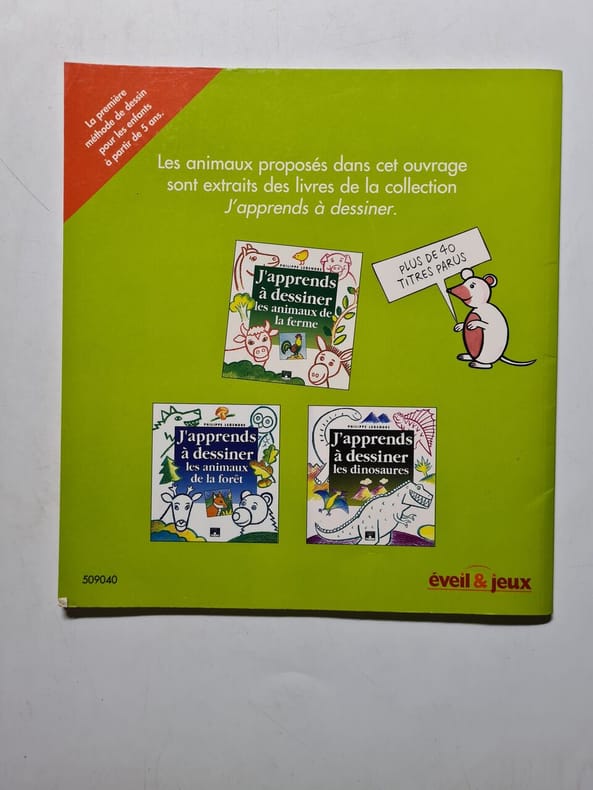 La première
méthode de dessin
pour les enfants
à partir de 5 ans.
Les animaux proposés dans cet ouvrage
sont extraits des livres de la collection
J'apprends à dessiner.
PLUS DE 40
TITRES PARUS
PHILIPPE LEGENDRE
J'apprends
à dessiner
les animaux de
la ferme
PHILIPPE LEGENDRE
J'apprends
à dessiner
les animaux
de la forêt
PHILIPPE LEGENDRE
J'apprends
à dessiner
les dinosaures
509040
éveil & jeux